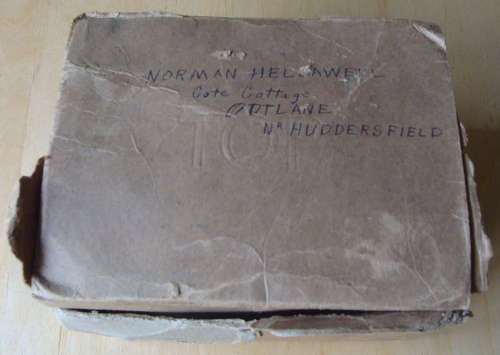 NORMAN HELLAWELL
Cote Cottage
OUTLANE
NR HUDDERSFIELD